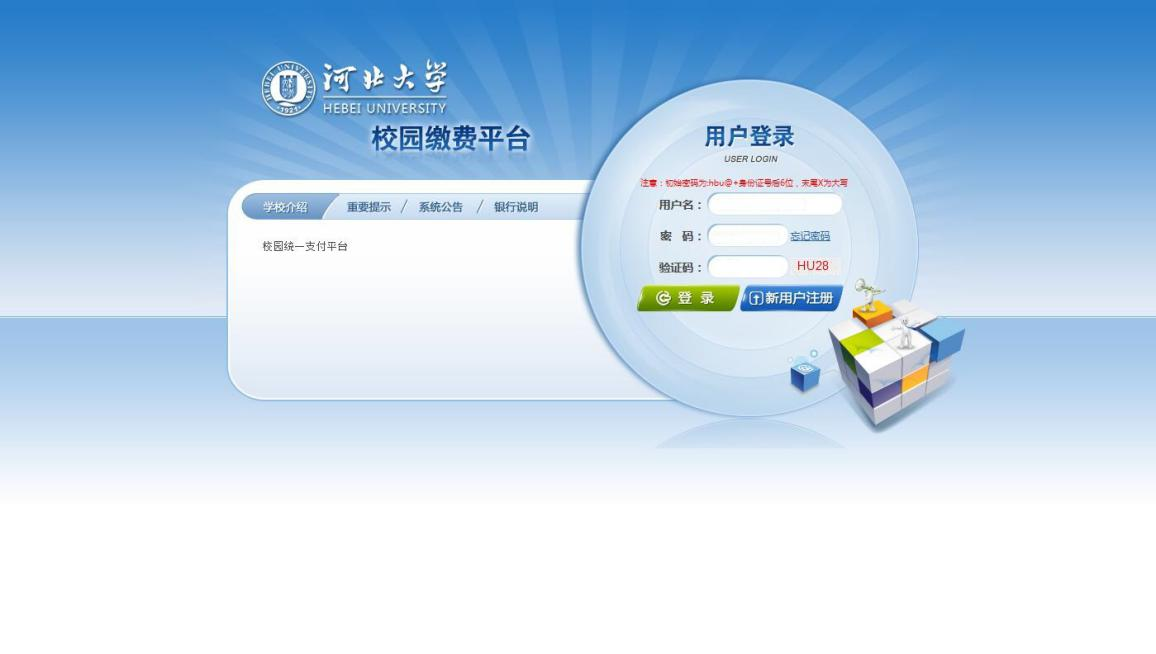 河北大学
HEBEI UNIVERSITY
HEBEI UNIVERSITY
1921
校园缴费平台
用户登录
USER LOGIN
注意：初始密码为:hbu@+身份证号后6位，末尾X为大写
学校介绍 重要提示 / 系统公告 / 银行说明
用户名：
密 码： 忘记密码
校园统一支付平台
验证码： HU28
登 录 新用户注册